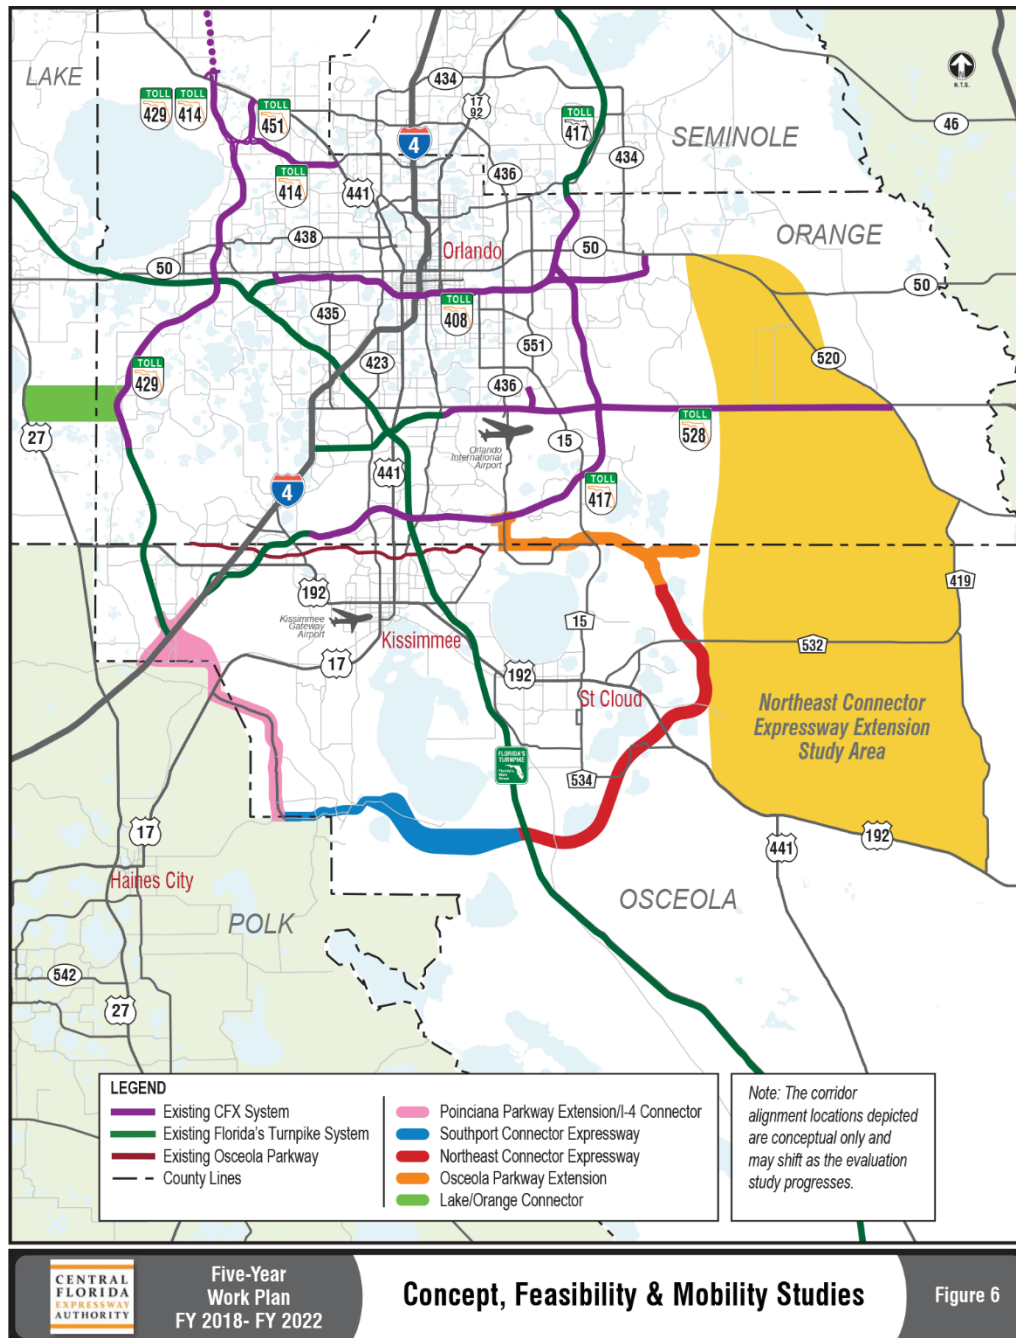 LAKE
TOLL
429
TOLL
414
TOLL
451
434
17
92
4
TOLL
417
N
N.T.S.
46
SEMINOLE
434
436
TOLL
414
441
438
Orlando
ORANGE
50
50
50
435
TOLL
408
423
551
520
TOLL
429
436
27
TOLL
528
15
Orlando
International
Airport
441
4
TOLL
417
192
419
Kissimmee
Gateway
Airport
Kissimmee
15
532
17
192
St Cloud
Northeast Connector
Expressway Extension
Study Area
FLORIDA'S
TURNPIKE
534
17
441
192
Haines City
OSCEOLA
POLK
542
27
LEGEND
Existing CFX System
Existing Florida's Turnpike System
Existing Osceola Parkway
County Lines
Poinciana Parkway Extension/I-4 Connector
Southport Connector Expressway
Northeast Connector Expressway
Osceola Parkway Extension
Lake/Orange Connector
Note: The corridor
alignment locations depicted
are conceptual only and
may shift as the evaluation
study progresses.
CENTRAL
FLORIDA
EXPRESSWAY
AUTHORITY
Five-Year
Work Plan
FY 2018- FY 2022
Concept, Feasibility & Mobility Studies
Figure 6